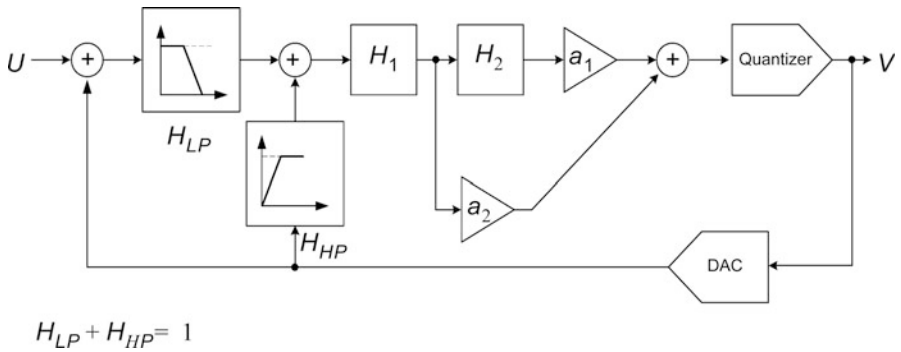 U
+
H_LP
+
H_1
H_2
a_1
+
Quantizer
V
H_HP
a_2
DAC
H_LP + H_HP = 1